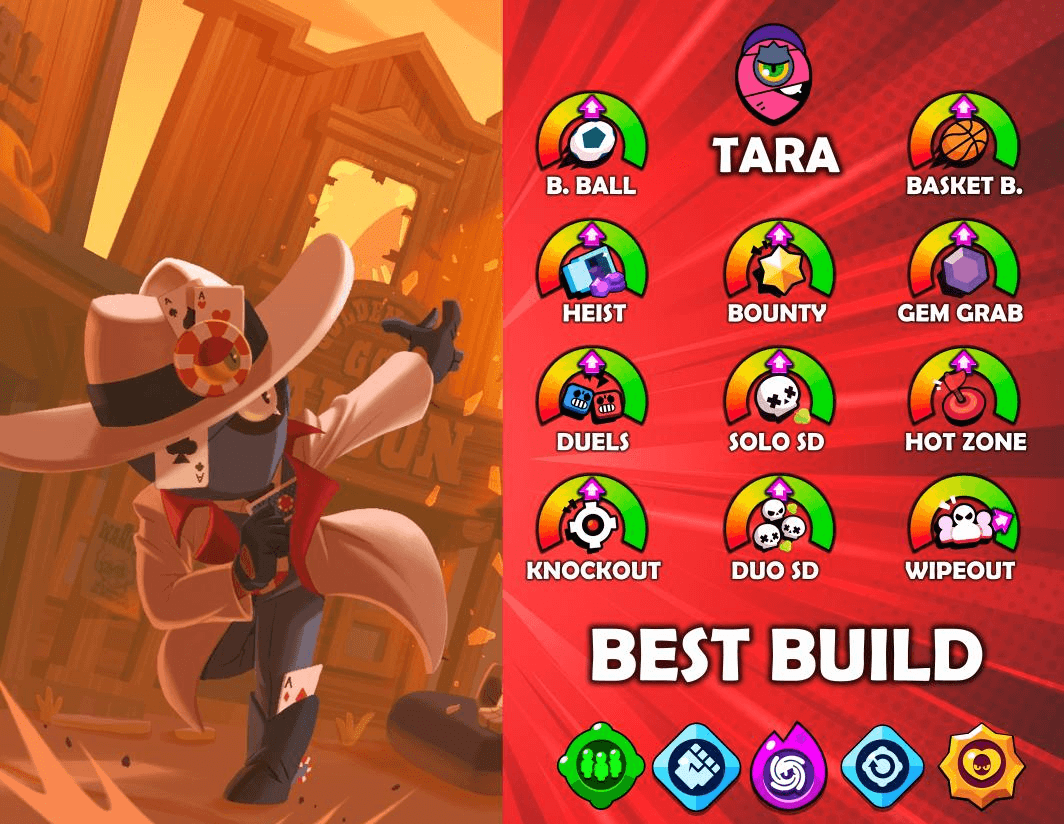 TARA
B. BALL
BASKET B.
HEIST
BOUNTY
GEM GRAB
DUELS
SOLO SD
HOT ZONE
KNOCKOUT
DUO SD
WIPEOUT
BEST BUILD
A
A
A
A